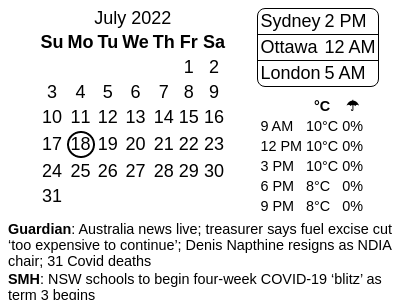 July 2022
Su Mo Tu We Th Fr Sa
1 2
3 4 5 6 7 8 9
10 11 12 13 14 15 16
17 18 19 20 21 22 23
24 25 26 27 28 29 30
31
Sydney 2 PM
Ottawa 12 AM
London 5 AM
°C ☂
9 AM 10°C 0%
12 PM 10°C 0%
3 PM 10°C 0%
6 PM 8°C 0%
9 PM 8°C 0%
Guardian: Australia news live; treasurer says fuel excise cut
‘too expensive to continue’; Denis Napthine resigns as NDIA
chair; 31 Covid deaths
SMH: NSW schools to begin four-week COVID-19 ‘blitz’ as
term 3 begins